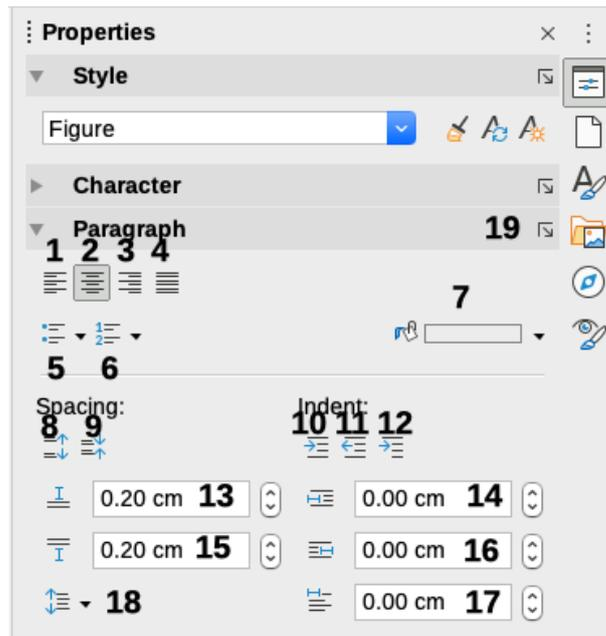 Properties
Style
Figure
Character
Paragraph 19
1 2 3 4
7
5 6
Spacing: Indent:
8 9 10 11 12
0.20 cm 13 0.00 cm 14
0.20 cm 15 0.00 cm 16
18 0.00 cm 17